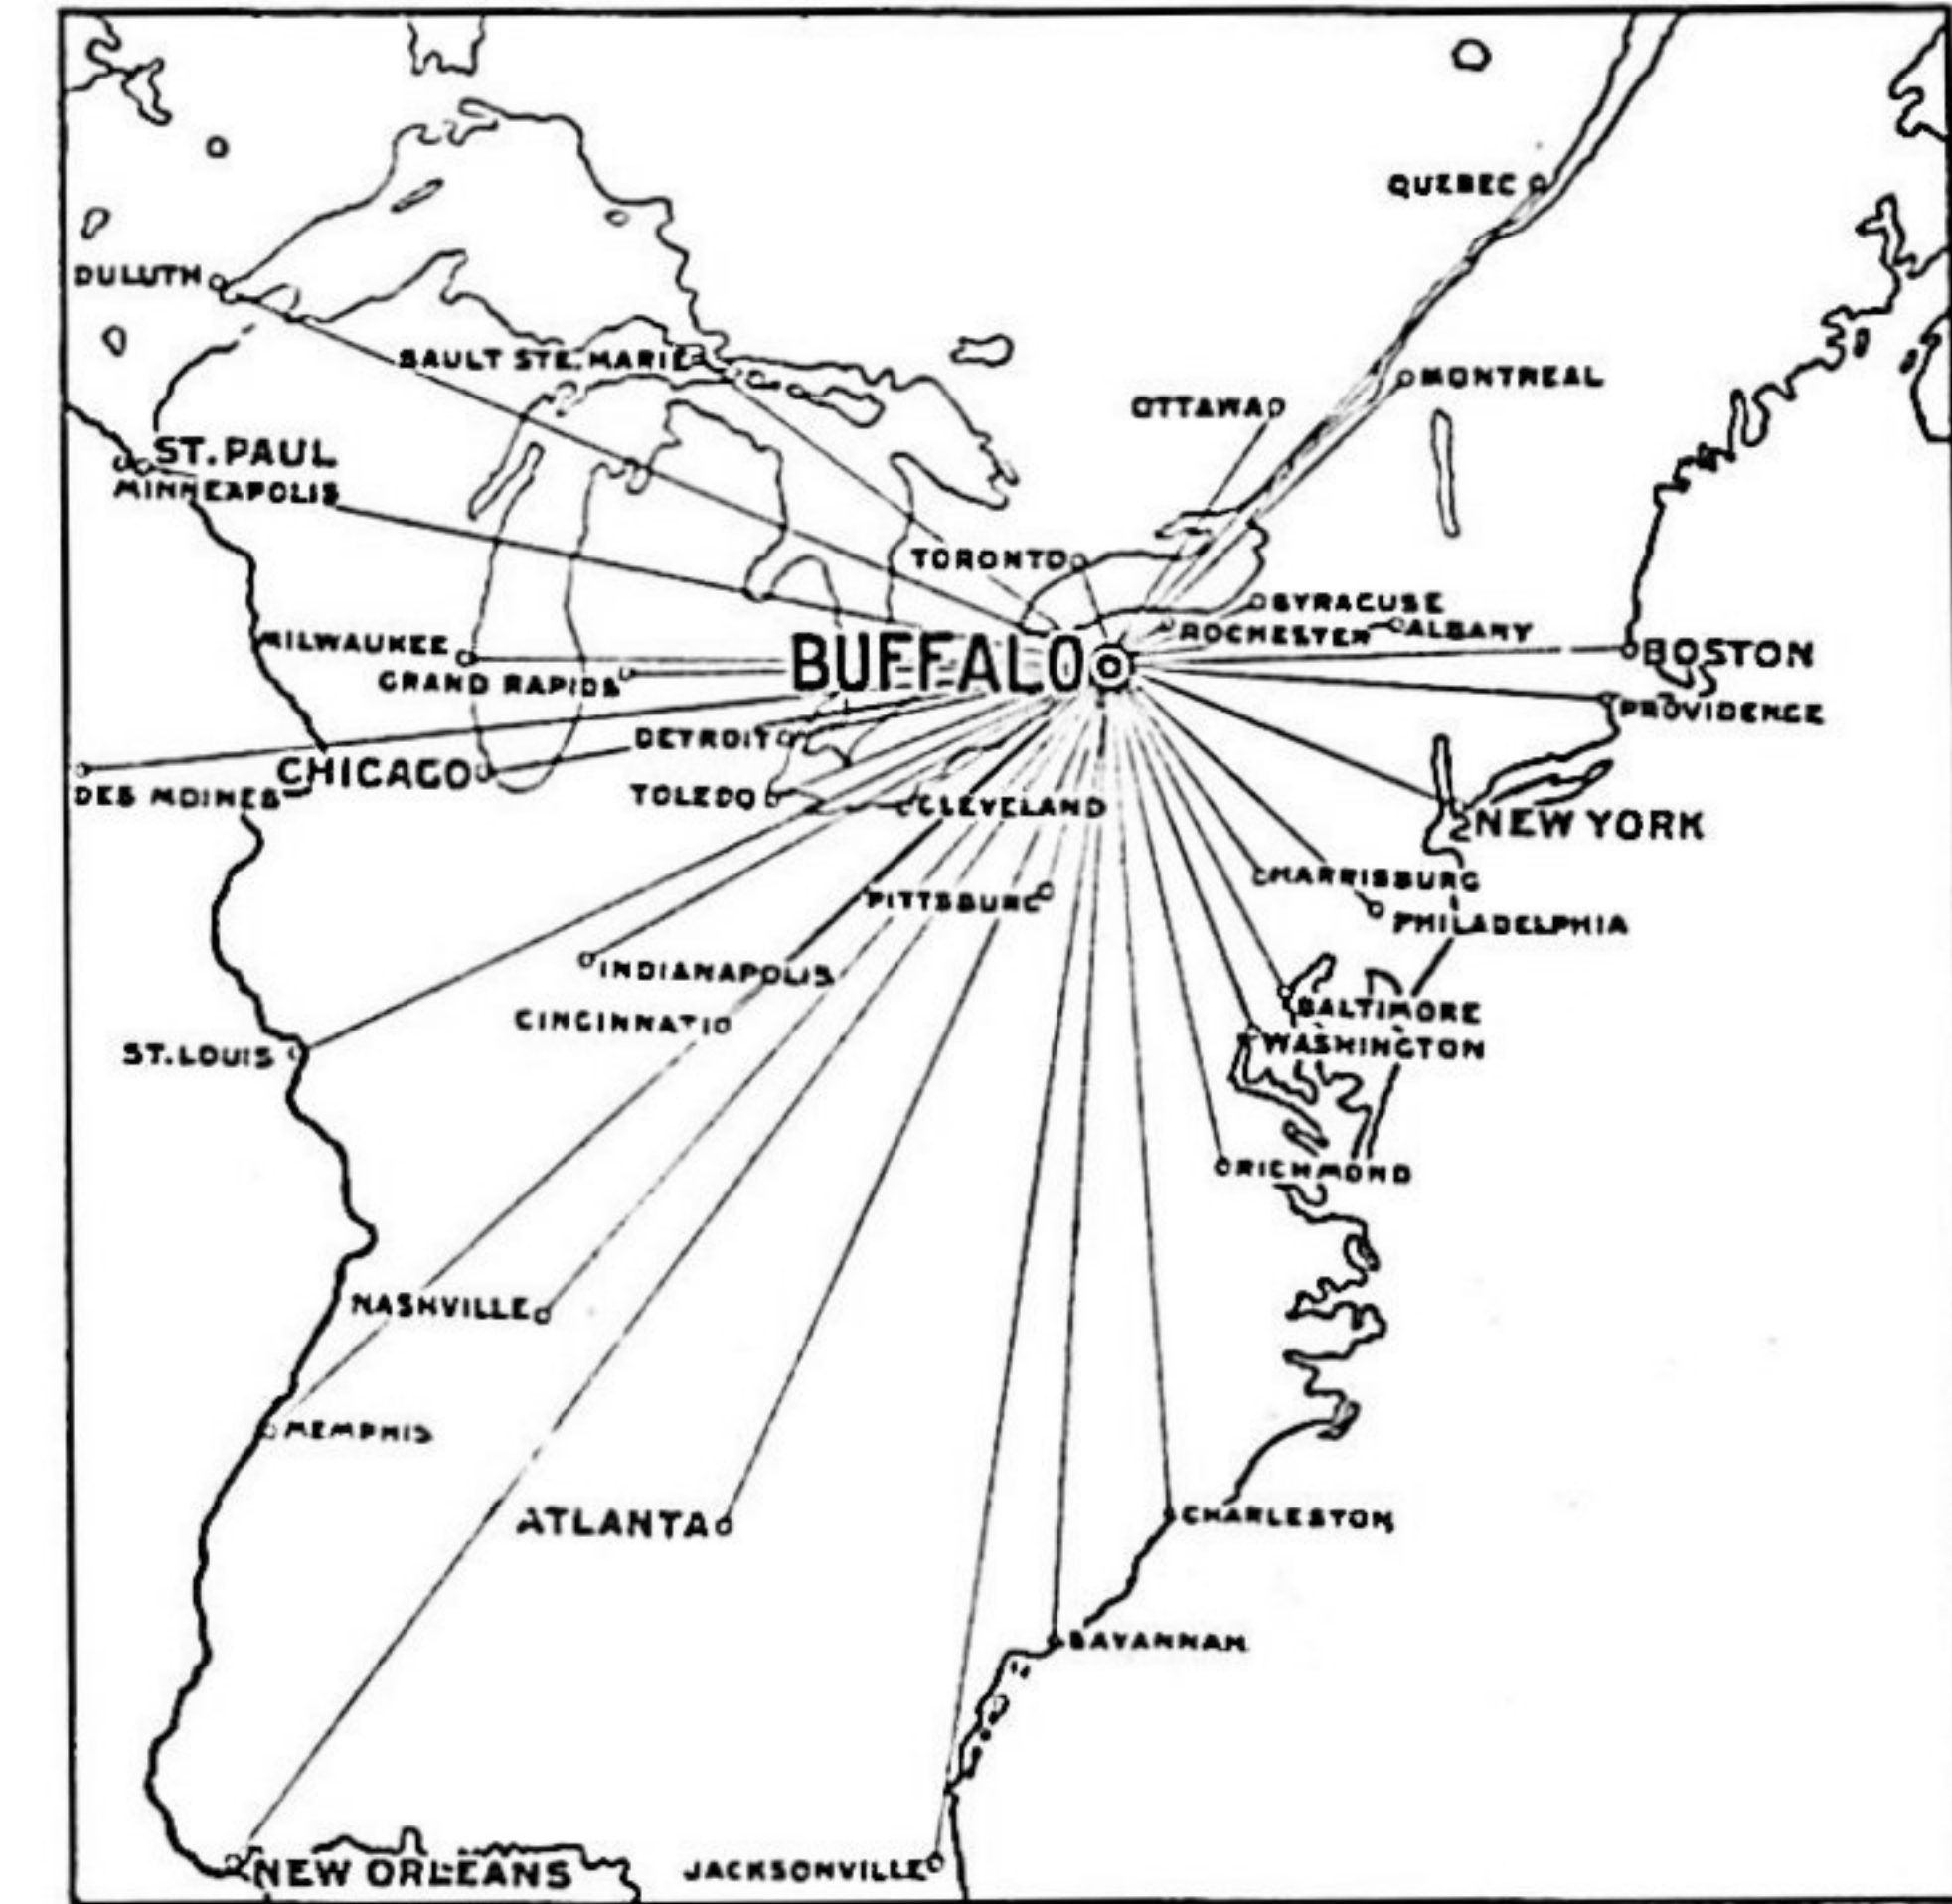 QUEBEC
DULUTH
SAULT STE. MARIE
MONTREAL
OTTAWA
ST. PAUL
MINNEAPOLIS
TORONTO
SYRACUSE
ROCHESTER
ALBANY
MILWAUKEE
BUFFALO
BOSTON
GRAND RAPIDS
PROVIDENCE
DETROIT
CHICAGO
DES MOINES
TOLEDO
CLEVELAND
NEW YORK
HARRISBURG
PITTSBURG
PHILADELPHIA
INDIANAPOLIS
BALTIMORE
CINCINNATI
WASHINGTON
ST. LOUIS
RICHMOND
NASHVILLE
MEMPHIS
ATLANTA
CHARLESTON
SAVANNAH
NEW ORLEANS
JACKSONVILLE